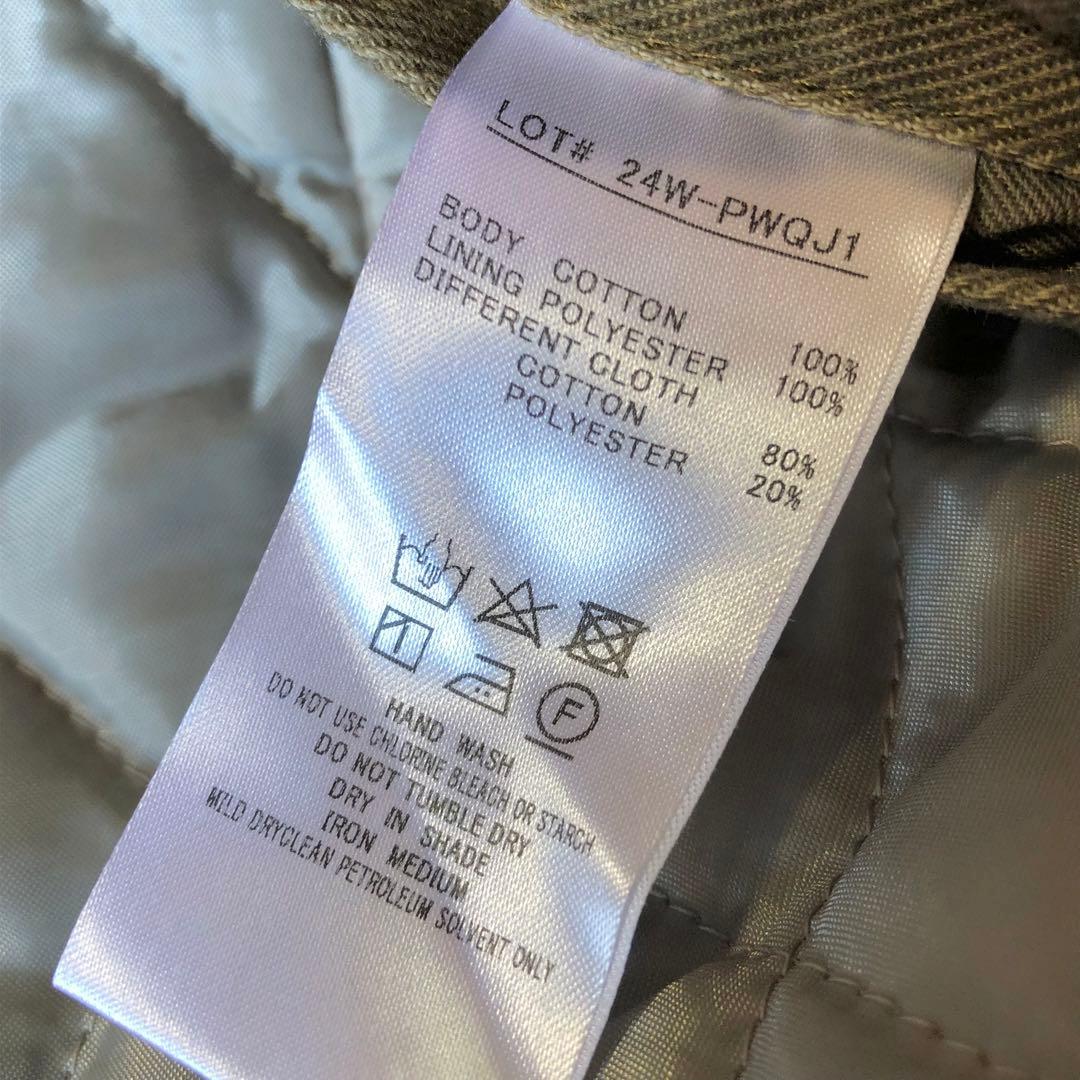 LOT# 24W-PWQJ1
BODY COTTON 100%
LINING POLYESTER 100%
DIFFERENT CLOTH
COTTON 80%
POLYESTER 20%
F
HAND WASH
DO NOT USE CHLORINE BLEACH OR STARCH
DO NOT TUMBLE DRY
DRY IN SHADE
IRON MEDIUM
MILD DRYCLEAN PETROLEUM SOLVENT ONLY